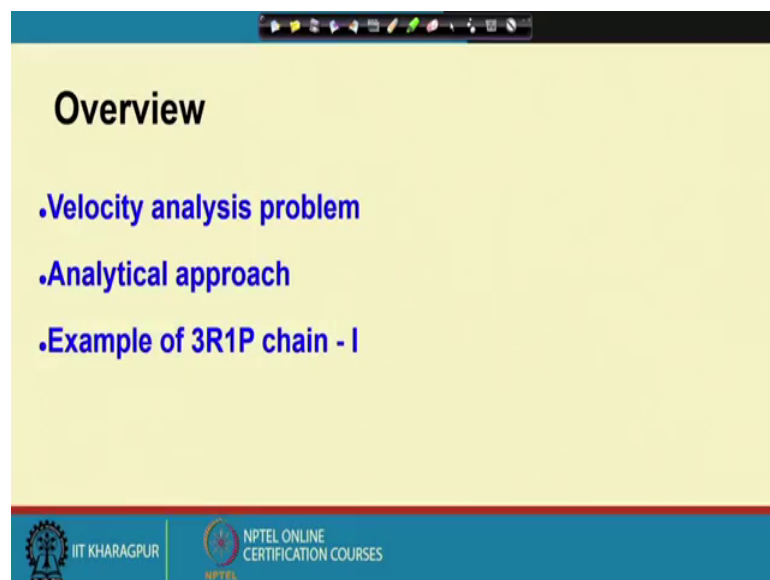 Overview
•Velocity analysis problem
•Analytical approach
•Example of 3R1P chain - I
IIT KHARAGPUR
NPTEL ONLINE
CERTIFICATION COURSES
NPTEL